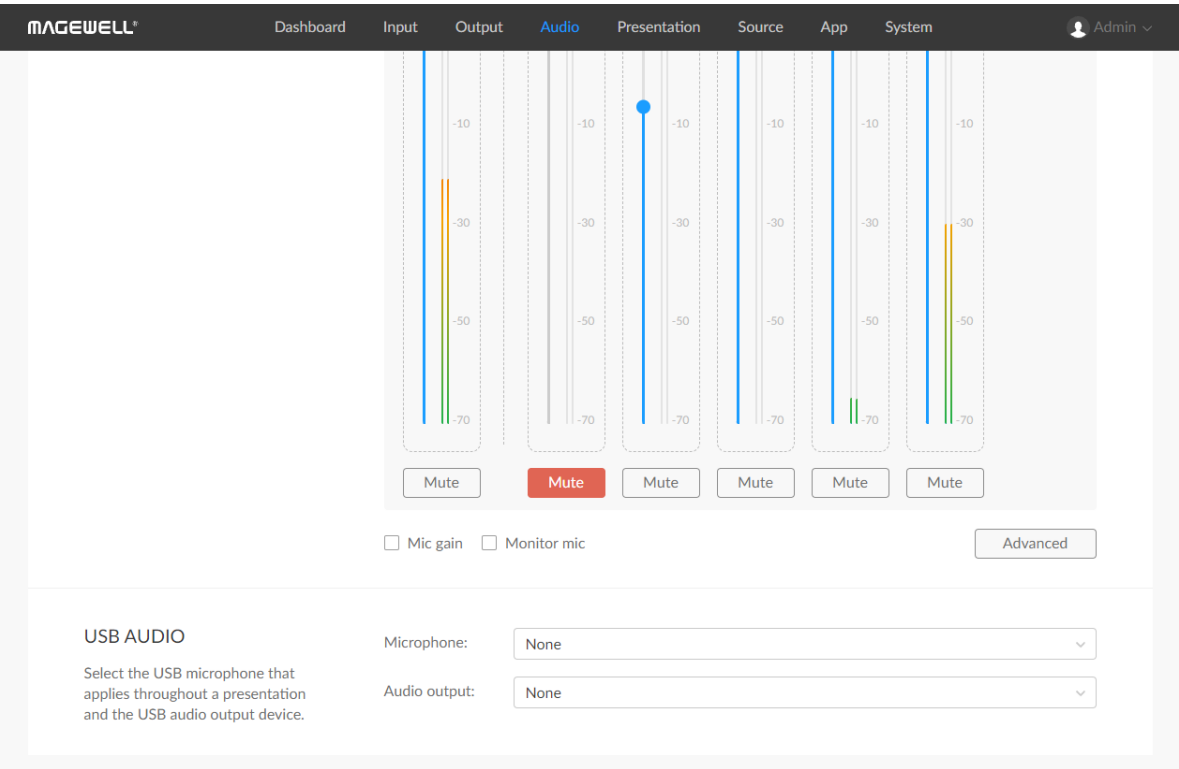 MAGEWELL®
Dashboard Input Output Audio Presentation Source App System Admin
-10 -10 -10 -10 -10 -10
-30 -30 -30 -30 -30 -30
-50 -50 -50 -50 -50 -50
-70 -70 -70 -70 -70 -70
Mute Mute Mute Mute Mute Mute
Mic gain Monitor mic Advanced
USB AUDIO
Select the USB microphone that
applies throughout a presentation
and the USB audio output device.
Microphone: None
Audio output: None